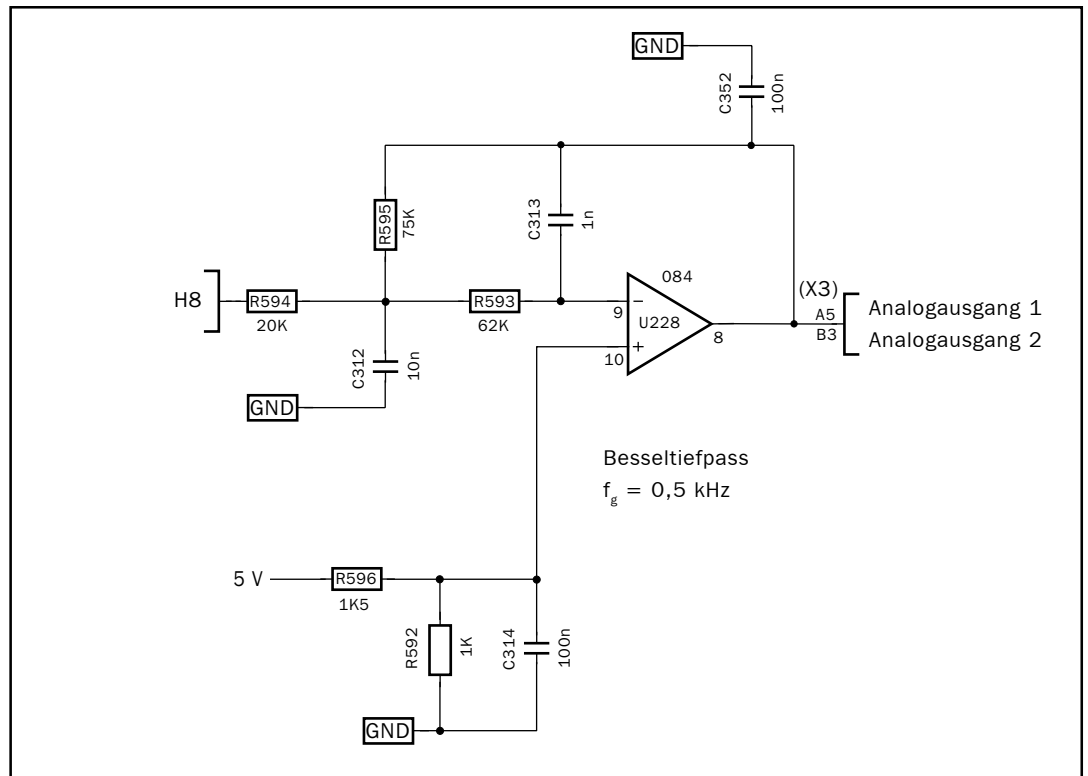 GND
C352
100n
R595
75K
C313
1n
H8
R594
20K
R593
62K
084
U228
9
10
8
−
+
(X3)
A5
B3
Analogausgang 1
Analogausgang 2
C312
10n
GND
Besseltiefpass
fg = 0,5 kHz
5 V
R596
1K5
R592
1K
C314
100n
GND